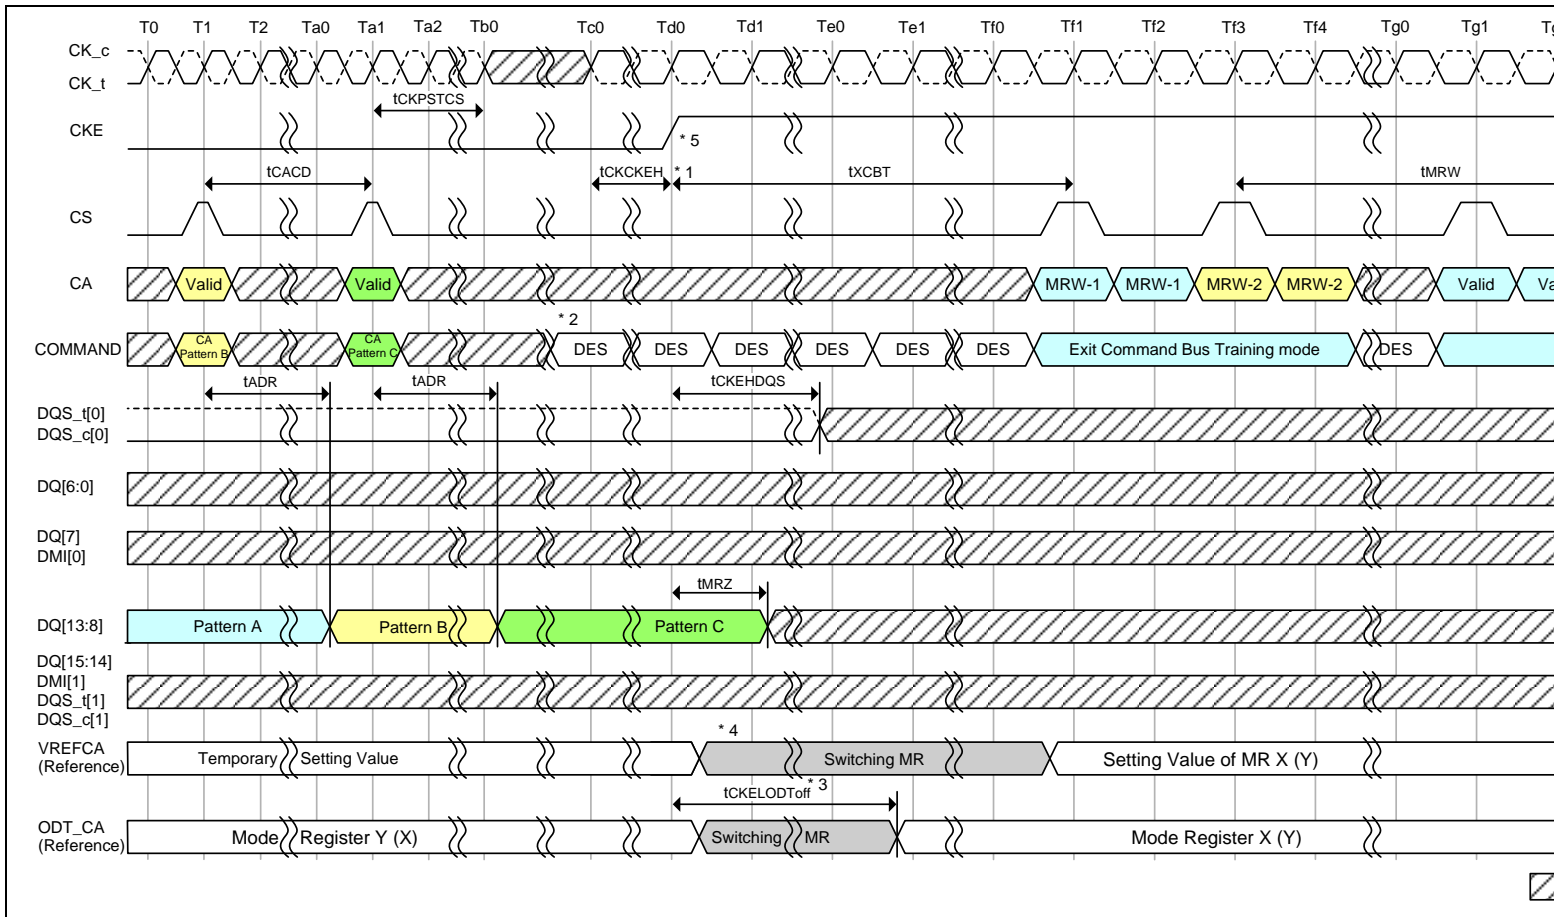 T0 T1 T2 Ta0 Ta1 Ta2 Tb0 Tc0 Td0 Td1 Te0 Te1 Tf0 Tf1 Tf2 Tf3 Tf4 Tg0 Tg1
CK_c
CK_t
tCKPSTCS
CKE
* 5
tCACD tCKCKEH * 1 tXCBT tMRW
CS
CA Valid Valid MRW-1 MRW-1 MRW-2 MRW-2 Valid
* 2
COMMAND CA Pattern B CA Pattern C DES DES DES DES DES DES Exit Command Bus Training mode DES
tADR tADR tCKEHDQS
DQS_t[0]
DQS_c[0]
DQ[6:0]
DQ[7]
DMI[0]
tMRZ
DQ[13:8] Pattern A Pattern B Pattern C
DQ[15:14]
DMI[1]
DQS_t[1]
DQS_c[1]
* 4
VREFCA
(Reference) Temporary Setting Value Switching MR Setting Value of MR X (Y)
tCKELODToff * 3
ODT_CA
(Reference) Mode Register Y (X) Switching MR Mode Register X (Y)